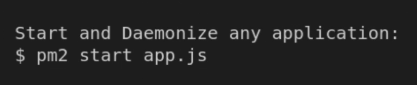 Start and Daemonize any application:
$ pm2 start app.js